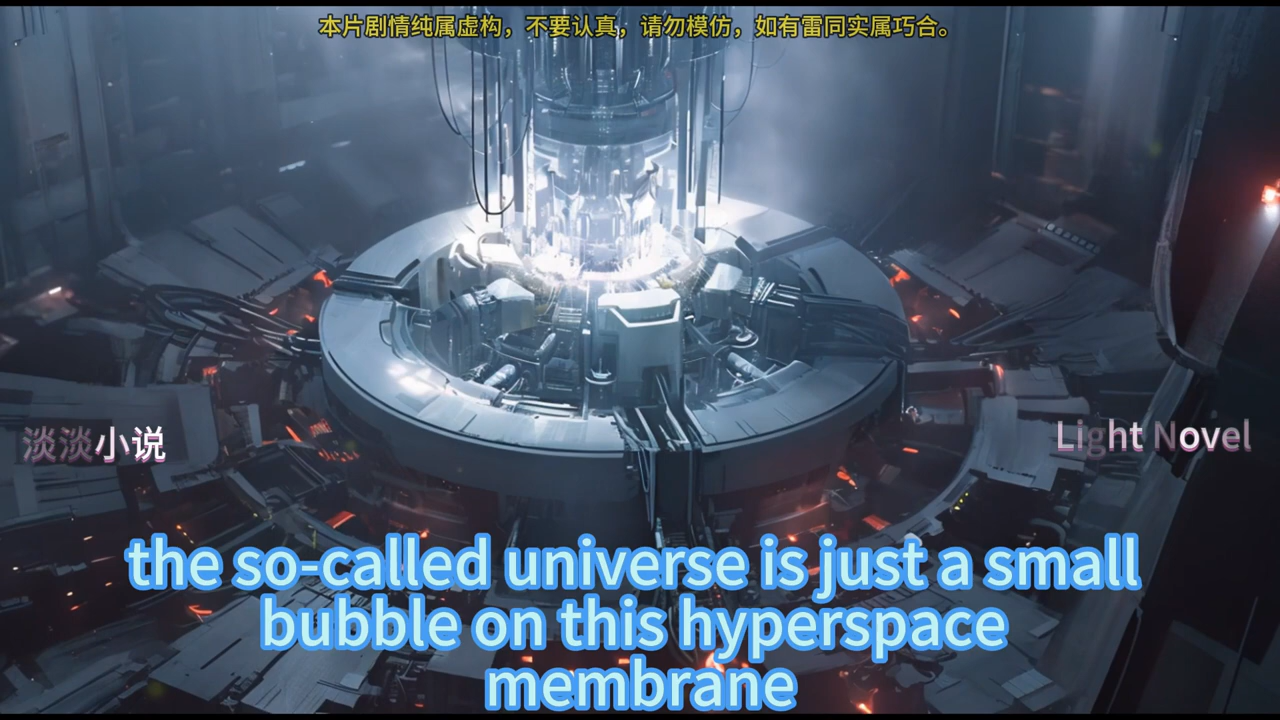 本片剧情纯属虚构，不要认真，请勿模仿，如有雷同实属巧合。
淡淡小说
Light Novel
the so-called universe is just a small
bubble on this hyperspace
membrane